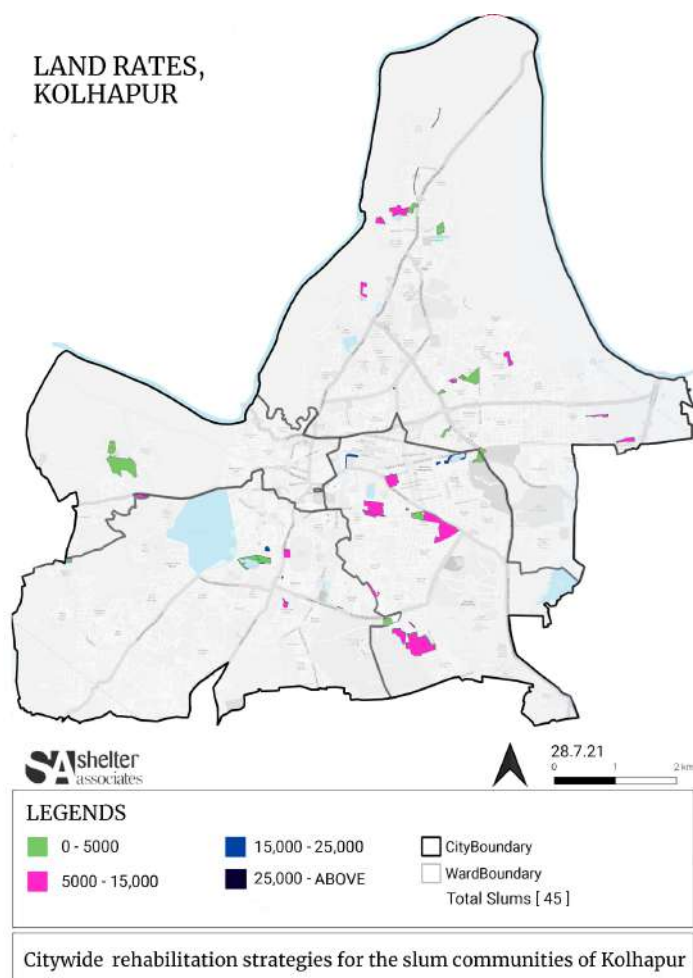 LAND RATES,
KOLHAPUR
SA shelter
associates
28.7.21
0 1 2 km
LEGENDS
0 - 5000
5000 - 15,000
15,000 - 25,000
25,000 - ABOVE
CityBoundary
WardBoundary
Total Slums [ 45 ]
Citywide rehabilitation strategies for the slum communities of Kolhapur